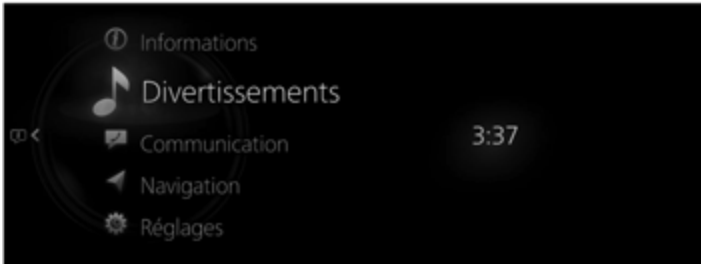 Informations
Divertissements
Communication
3:37
Navigation
Réglages